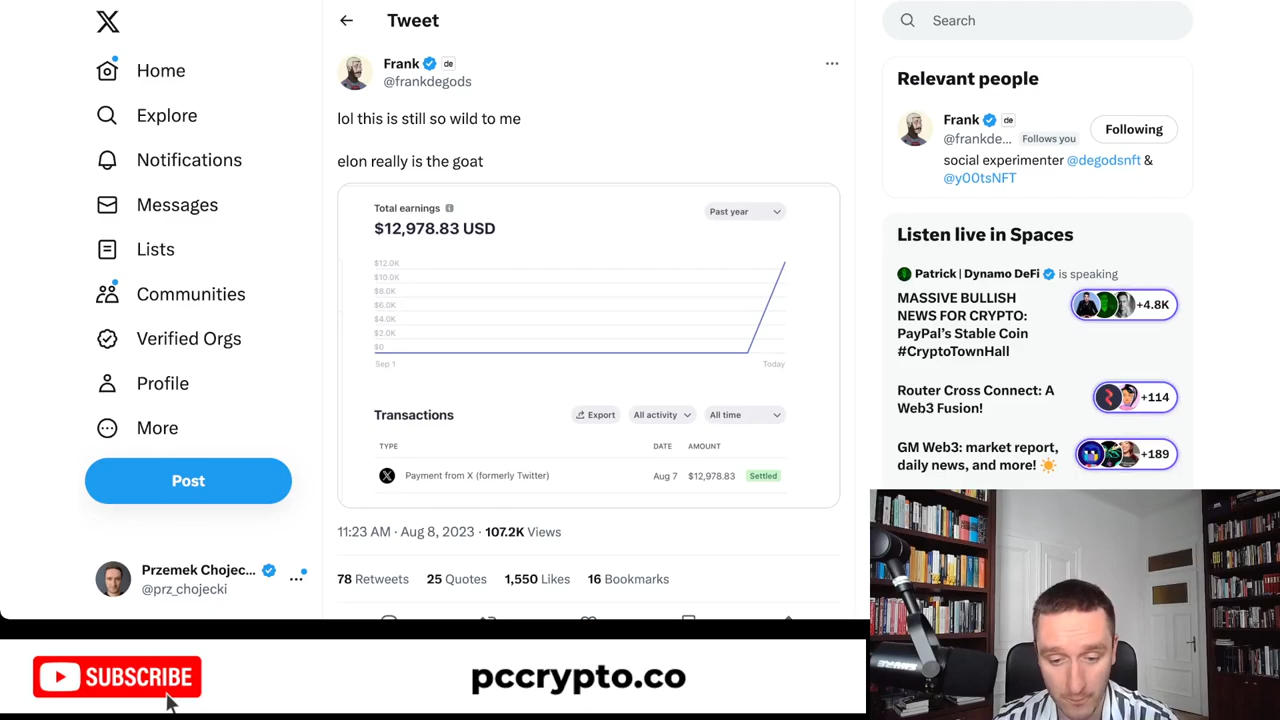 Home
Explore
Notifications
Messages
Lists
Communities
Verified Orgs
Profile
More
Post
Przemek Chojec...
@prz_chojecki
Tweet
Frank
de
@frankdegods
lol this is still so wild to me
elon really is the goat
Total earnings
$12,978.83 USD
Past year
$12.0K
$10.0K
$8.0K
$6.0K
$4.0K
$2.0K
$0
Sep 1
Today
Transactions
Export
All activity
All time
TYPE DATE AMOUNT
Payment from X (formerly Twitter) Aug 7 $12,978.83 Settled
11:23 AM · Aug 8, 2023 · 107.2K Views
78 Retweets 25 Quotes 1,550 Likes 16 Bookmarks
Search
Relevant people
Frank
de
@frankde... Follows you
Following
social experimenter @degodsnft &
@y00tsNFT
Listen live in Spaces
Patrick | Dynamo DeFi is speaking
MASSIVE BULLISH
NEWS FOR CRYPTO:
PayPal's Stable Coin
#CryptoTownHall
+4.8K
Router Cross Connect: A
Web3 Fusion!
+114
GM Web3: market report,
daily news, and more!
+189
SUBSCRIBE
pccrypto.co